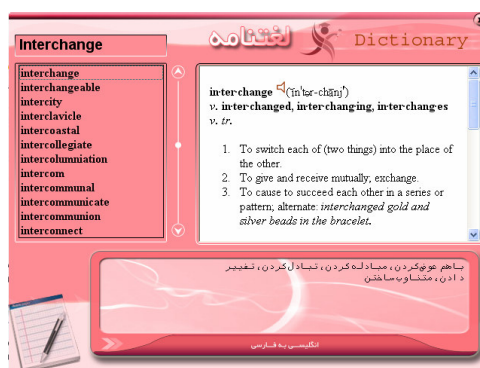 لغتنامه Dictionary
Interchange
interchange
interchangeable
intercity
interclavicle
intercoastal
intercollegiate
intercolumniation
intercom
intercommunal
intercommunicate
intercommunion
interconnect
in·ter·change (ĭn'tər-chānj')
v. in·ter·changed, in·ter·chang·ing, in·ter·chang·es
v. tr.
1. To switch each of (two things) into the place of
the other.
2. To give and receive mutually; exchange.
3. To cause to succeed each other in a series or
pattern; alternate: interchanged gold and
silver beads in the bracelet.
باهم عوض‌کردن، مبادله کردن، تبادل‌کردن، تغییر
دادن، متناوب ساختن
انگلیسی به فارسی